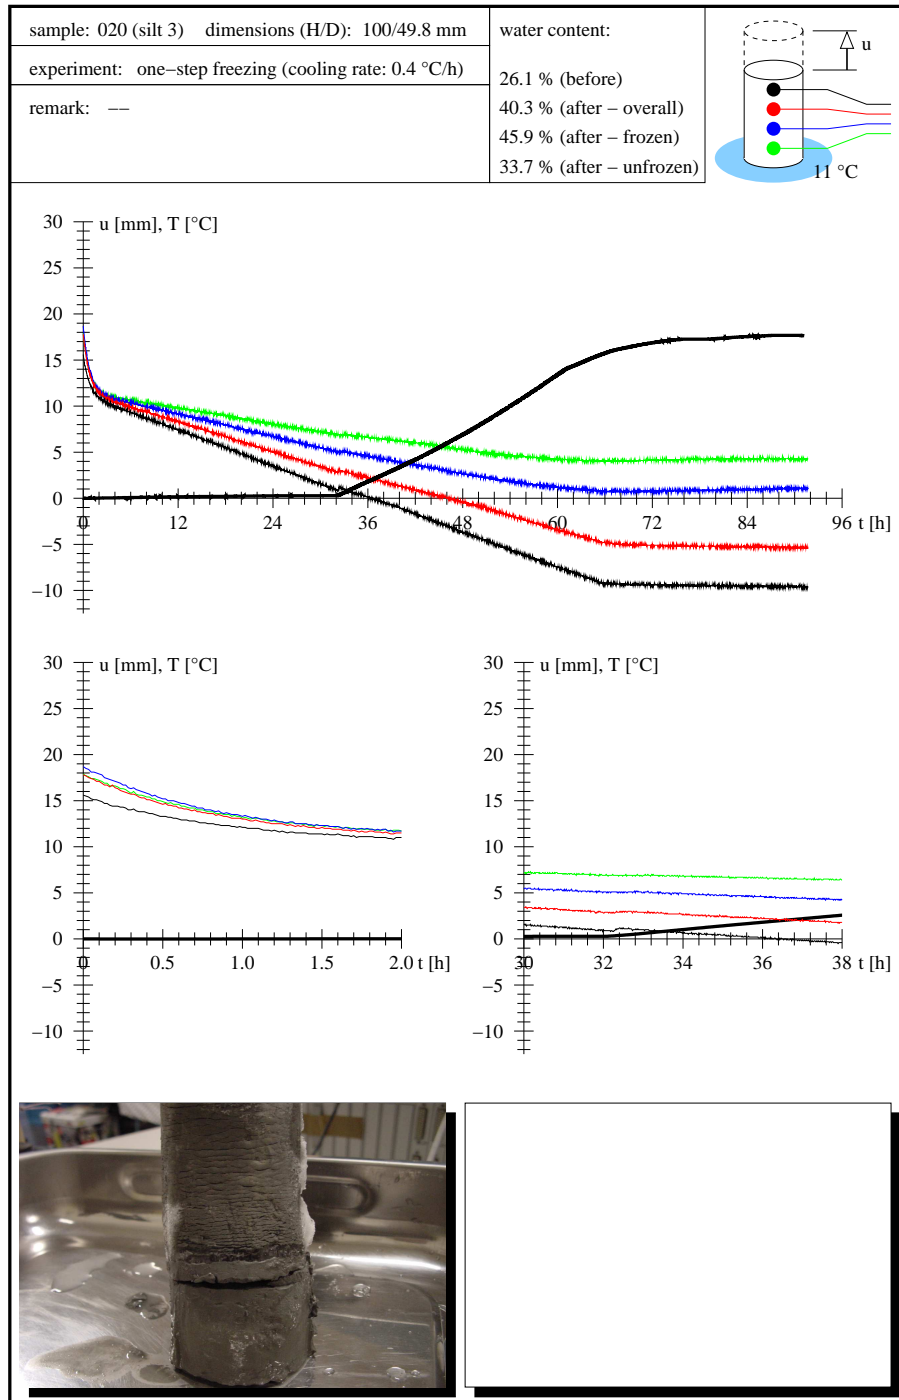 sample: 020 (silt 3) dimensions (H/D): 100/49.8 mm
experiment: one−step freezing (cooling rate: 0.4 °C/h)
remark: −−
water content:
26.1 % (before)
40.3 % (after − overall)
45.9 % (after − frozen)
33.7 % (after − unfrozen)
u
11 °C
u [mm], T [°C]
30
25
20
15
10
5
0
−5
−10
0 12 24 36 48 60 72 84 96
t [h]
u [mm], T [°C]
30
25
20
15
10
5
0
−5
−10
0 0.5 1.0 1.5 2.0
t [h]
u [mm], T [°C]
30
25
20
15
10
5
0
−5
−10
30 32 34 36 38
t [h]